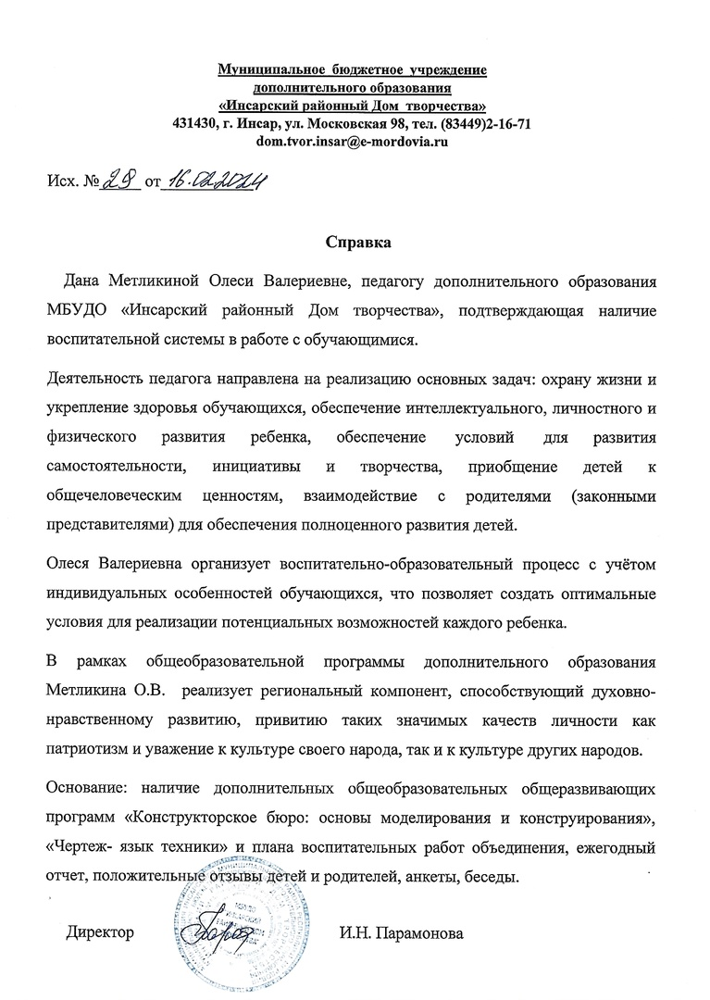 Муниципальное бюджетное учреждение
дополнительного образования
«Инсарский районный Дом творчества»
431430, г. Инсар, ул. Московская 98, тел. (83449)2-16-71
dom.tvor.insar@e-mordovia.ru
Исх. № 29 от 16.02.2024
Справка
Дана Метликиной Олеси Валериевне, педагогу дополнительного образования
МБУДО «Инсарский районный Дом творчества», подтверждающая наличие
воспитательной системы в работе с обучающимися.
Деятельность педагога направлена на реализацию основных задач: охрану жизни и
укрепление здоровья обучающихся, обеспечение интеллектуального, личностного и
физического развития ребенка, обеспечение условий для развития
самостоятельности, инициативы и творчества, приобщение детей к
общечеловеческим ценностям, взаимодействие с родителями (законными
представителями) для обеспечения полноценного развития детей.
Олеся Валериевна организует воспитательно-образовательный процесс с учётом
индивидуальных особенностей обучающихся, что позволяет создать оптимальные
условия для реализации потенциальных возможностей каждого ребенка.
В рамках общеобразовательной программы дополнительного образования
Метликина О.В. реализует региональный компонент, способствующий духовно-
нравственному развитию, привитию таких значимых качеств личности как
патриотизм и уважение к культуре своего народа, так и к культуре других народов.
Основание: наличие дополнительных общеобразовательных общеразвивающих
программ «Конструкторское бюро: основы моделирования и конструирования»,
«Чертеж- язык техники» и плана воспитательных работ объединения, ежегодный
отчет, положительные отзывы детей и родителей, анкеты, беседы.
Директор И.Н. Парамонова